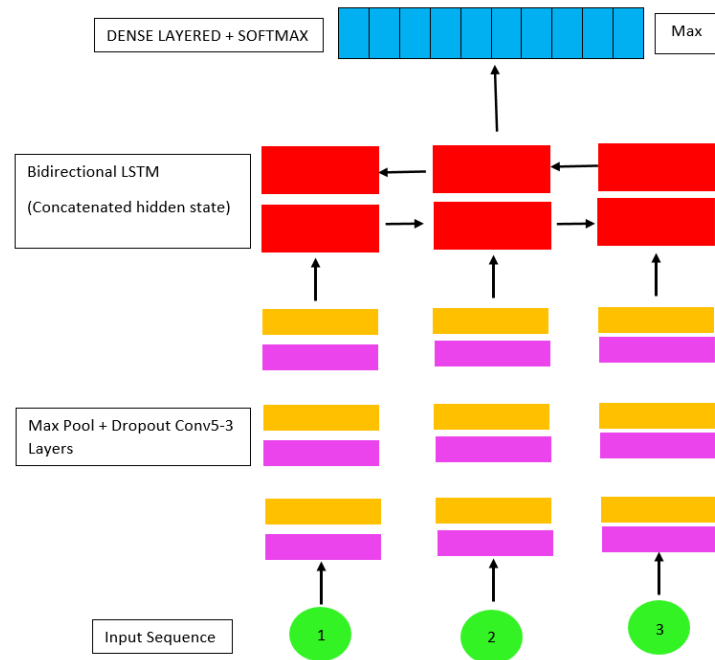 DENSE LAYERED + SOFTMAX
Max
Bidirectional LSTM
(Concatenated hidden state)
Max Pool + Dropout Conv5-3
Layers
Input Sequence
1
2
3